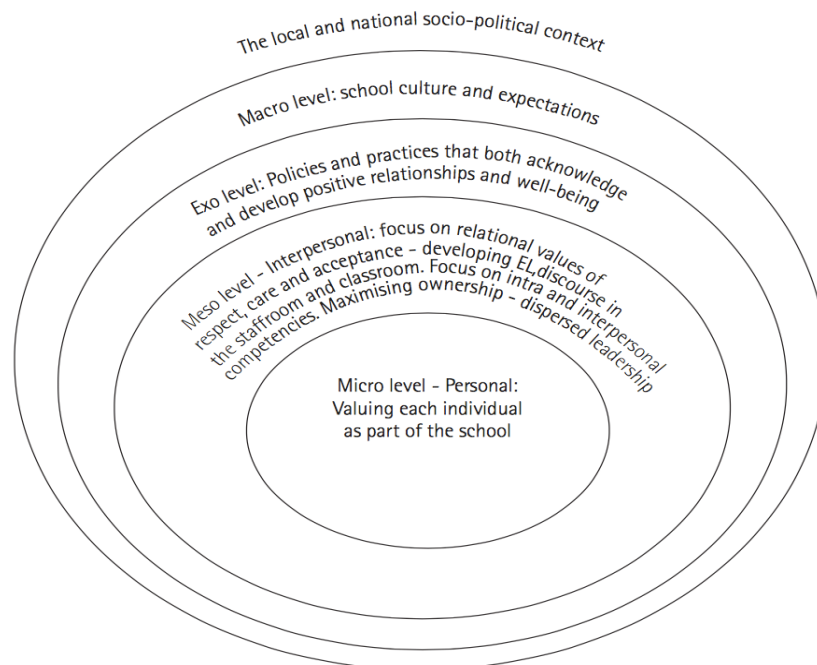 The local and national socio-political context
Macro level: school culture and expectations
Exo level: Policies and practices that both acknowledge
and develop positive relationships and well-being
Meso level - Interpersonal: focus on relational values of
respect, care and acceptance - developing EI,discourse in
the staffroom and classroom. Focus on intra and interpersonal
competencies. Maximising ownership - dispersed leadership
Micro level - Personal:
Valuing each individual
as part of the school